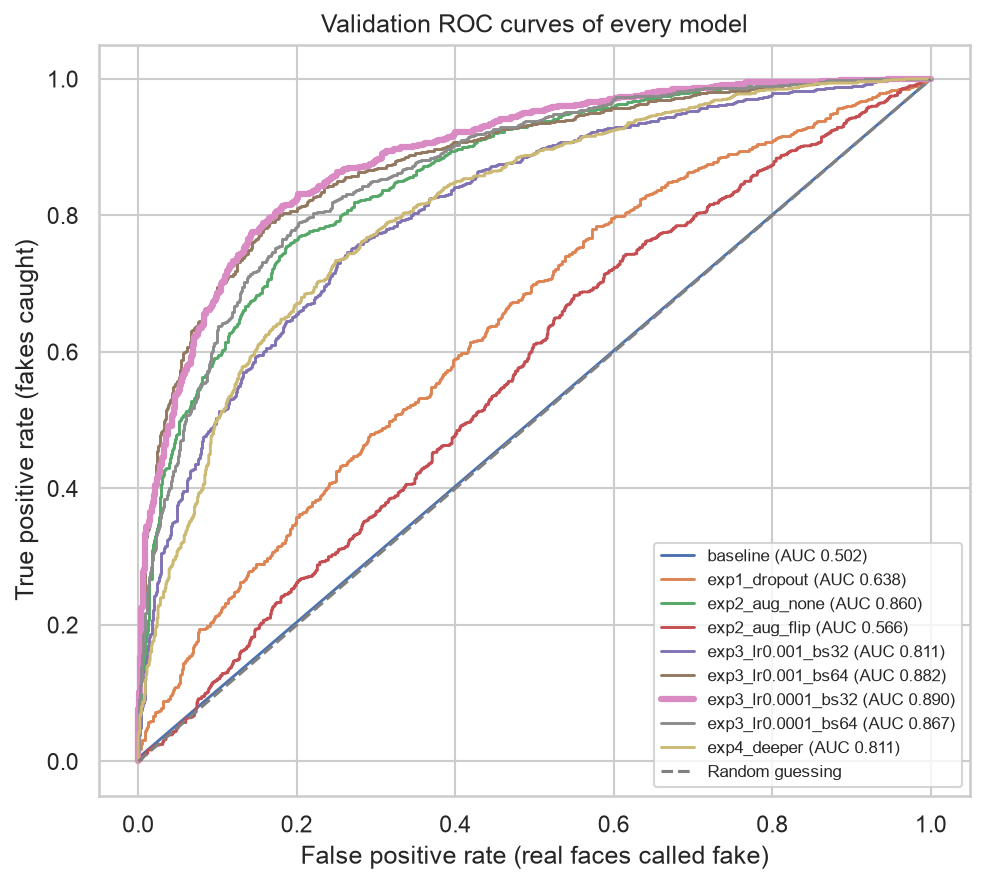 Validation ROC curves of every model
True positive rate (fakes caught)
1.0
0.8
0.6
0.4
0.2
0.0
0.0 0.2 0.4 0.6 0.8 1.0
False positive rate (real faces called fake)
baseline (AUC 0.502)
exp1_dropout (AUC 0.638)
exp2_aug_none (AUC 0.860)
exp2_aug_flip (AUC 0.566)
exp3_lr0.001_bs32 (AUC 0.811)
exp3_lr0.001_bs64 (AUC 0.882)
exp3_lr0.0001_bs32 (AUC 0.890)
exp3_lr0.0001_bs64 (AUC 0.867)
exp4_deeper (AUC 0.811)
Random guessing